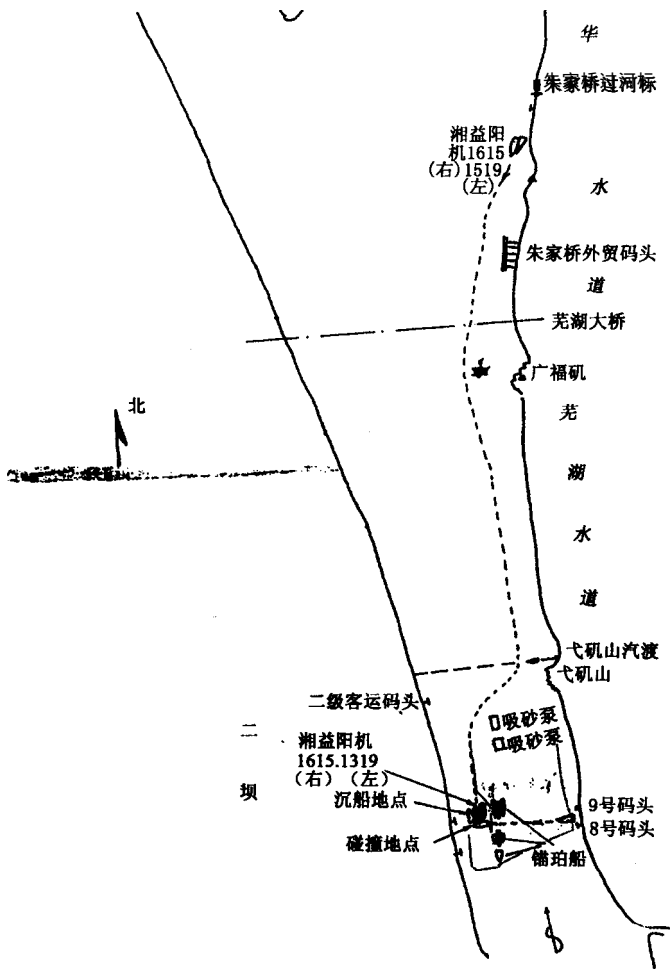 华
朱家桥过河标
湘益阳
机1615
(右)1519
(左)
水
朱家桥外贸码头
道
芜湖大桥
广福矶
北
芜
湖
水
道
弋矶山汽渡
弋矶山
二级客运码头
吸砂泵
吸砂泵
二
坝
湘益阳机
1615.1319
(右)(左)
沉船地点
碰撞地点
9号码头
8号码头
锚珀船